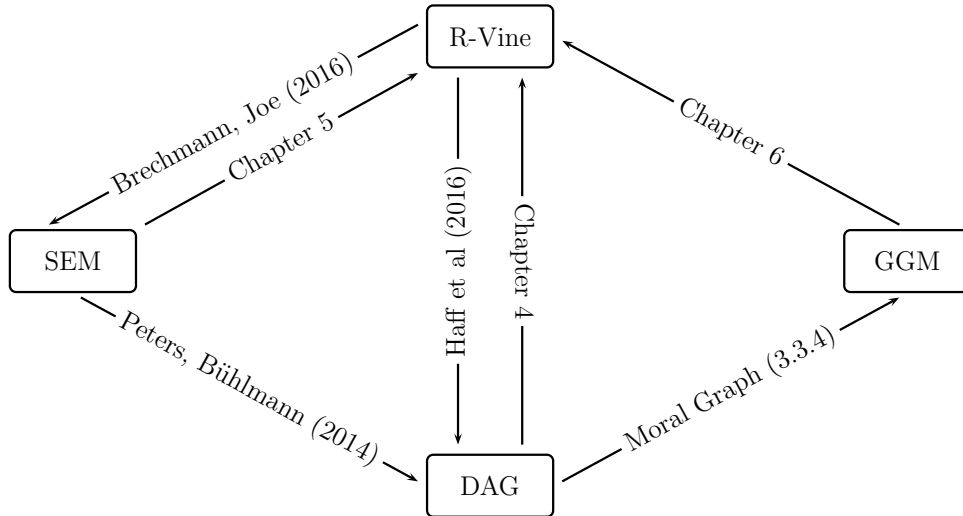 R-Vine
Brechmann, Joe (2016)
Chapter 5
Haff et al (2016)
Chapter 4
Chapter 6
SEM
GGM
Peters, Bühlmann (2014)
Moral Graph (3.3.4)
DAG